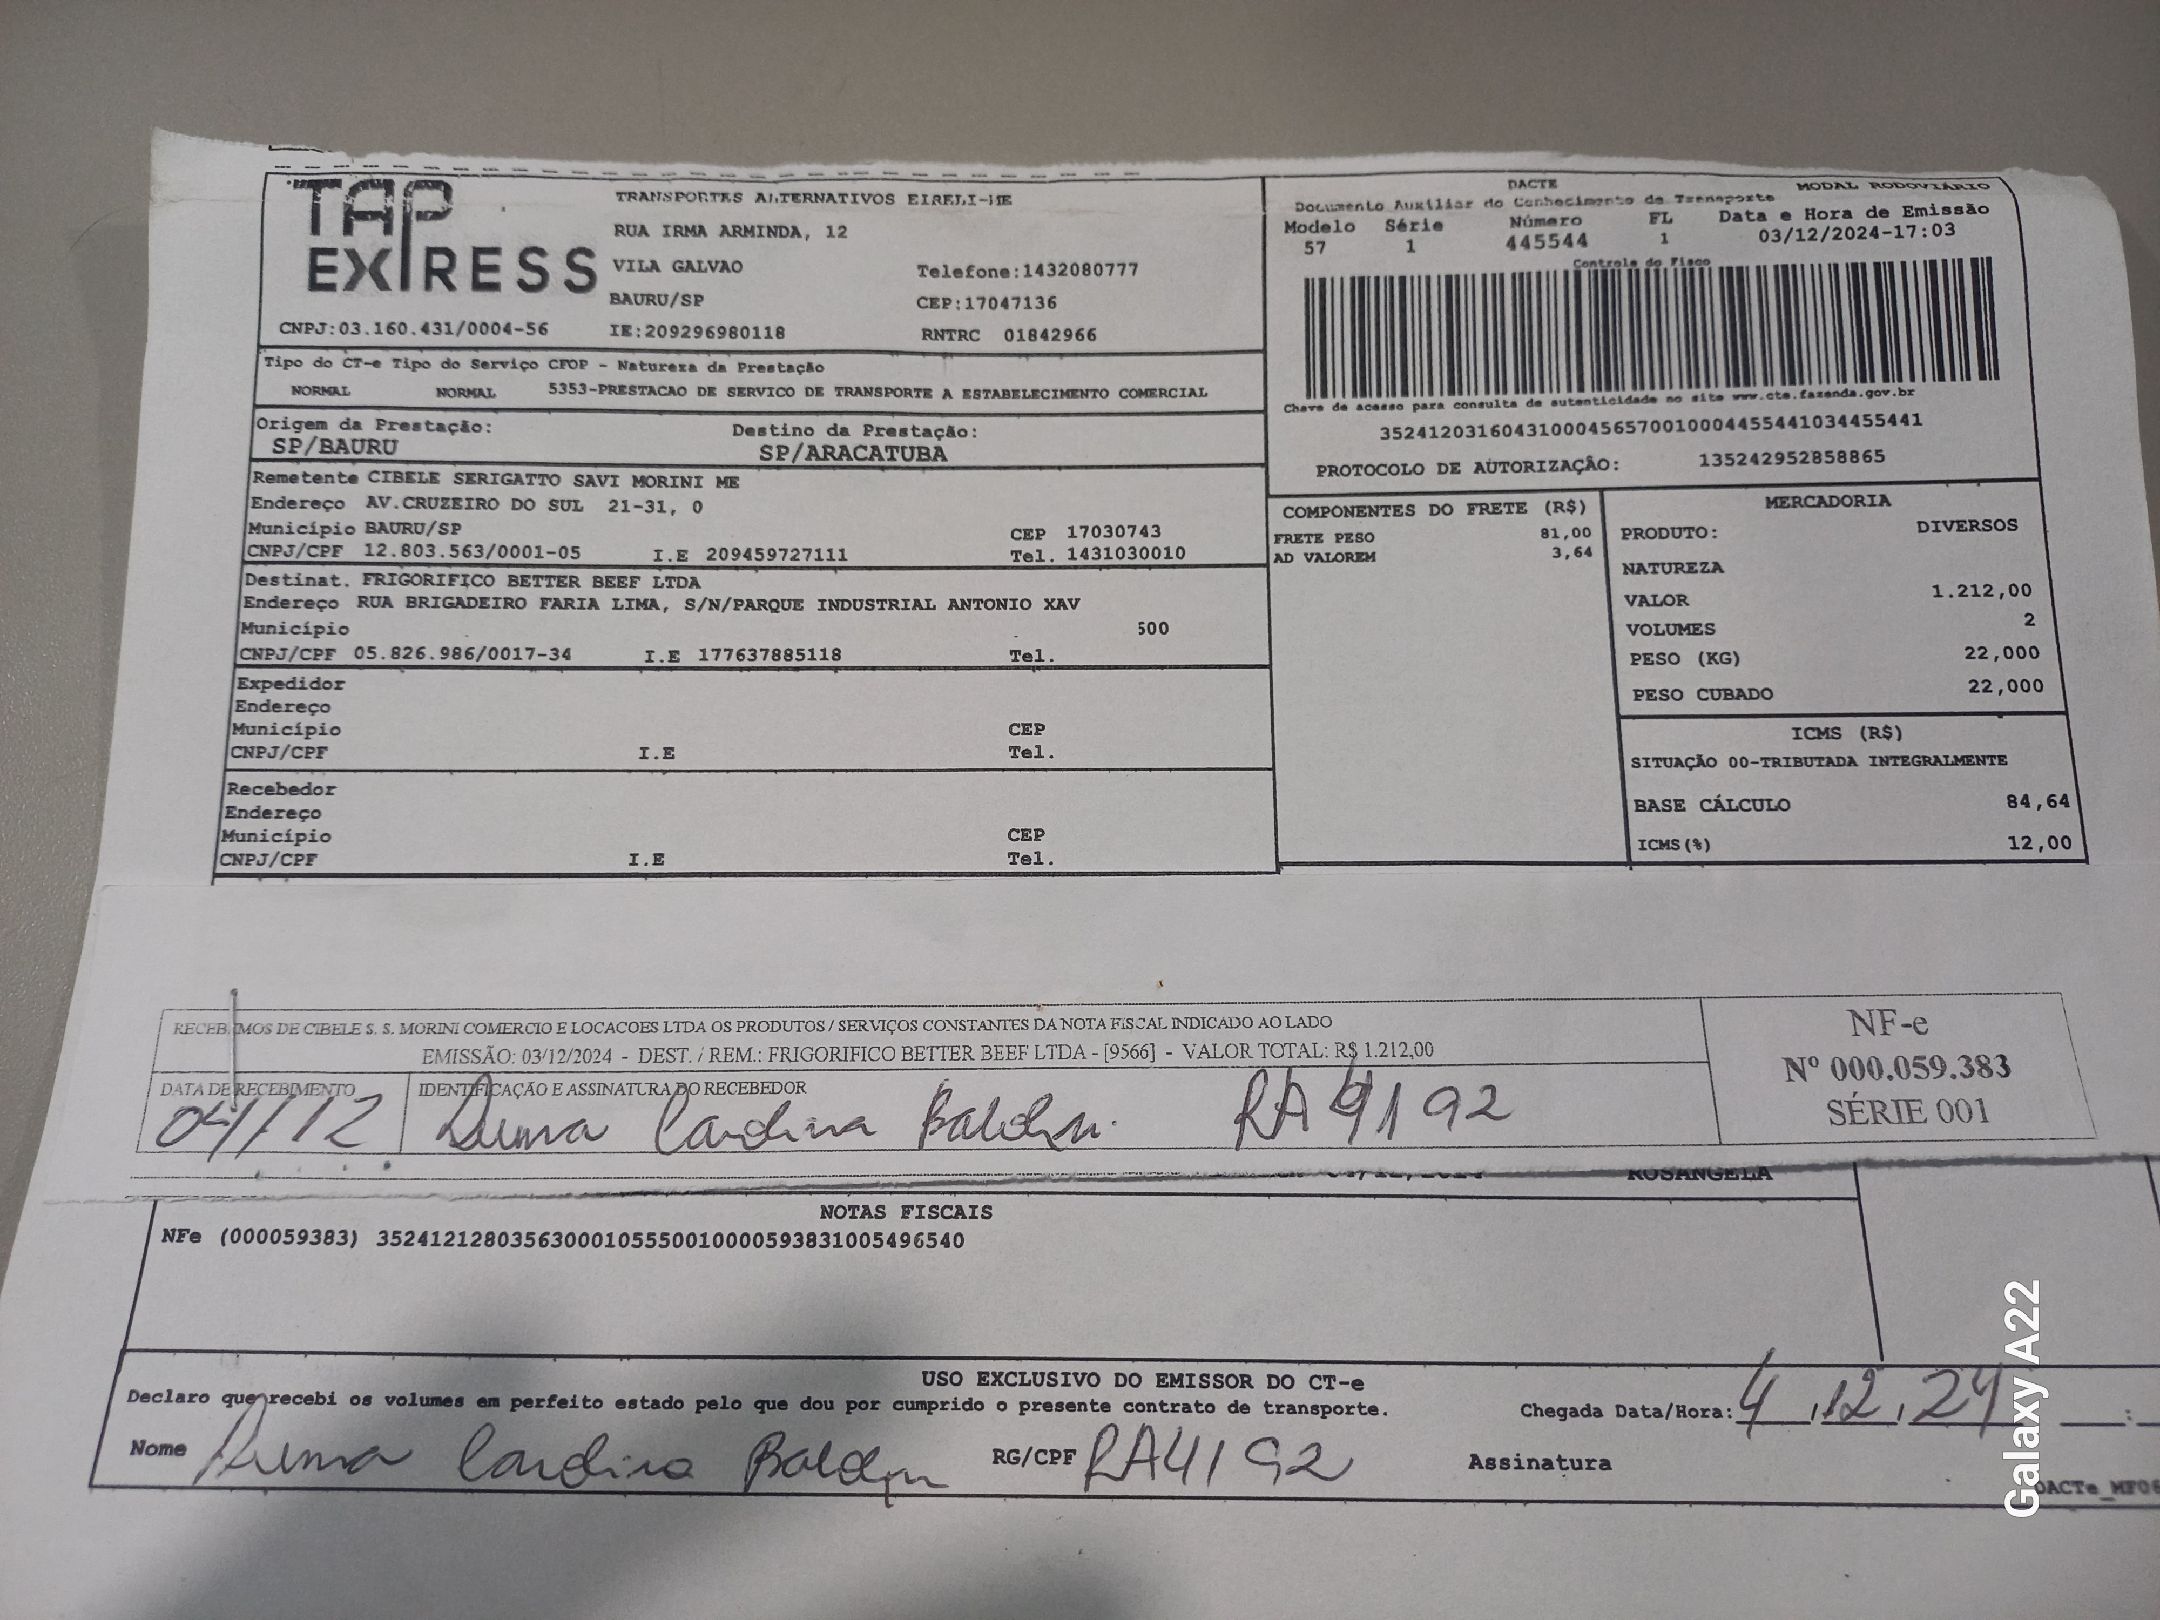 TAP EXPRESS
TRANSPORTES ALTERNATIVOS EIRELI-ME
RUA IRMA ARMINDA, 12
VILA GALVAO Telefone:1432080777
BAURU/SP CEP:17047136
CNPJ:03.160.431/0004-56 IE:209296980118 RNTRC 01842966
DACTE MODAL RODOVIÁRIO
Documento Auxiliar do Conhecimento de Transporte
Modelo Série Número FL Data e Hora de Emissão
57 1 445544 1 03/12/2024-17:03
Controle do Fisco
Chave de acesso para consulta de autenticidade no site www.cte.fazenda.gov.br
35241203160431000456570010004455441034455441
PROTOCOLO DE AUTORIZAÇÃO: 135242952858865
Tipo do CT-e Tipo do Serviço CFOP - Natureza da Prestação
NORMAL NORMAL 5353-PRESTACAO DE SERVICO DE TRANSPORTE A ESTABELECIMENTO COMERCIAL
Origem da Prestação: Destino da Prestação:
SP/BAURU SP/ARACATUBA
Remetente CIBELE SERIGATTO SAVI MORINI ME
Endereço AV.CRUZEIRO DO SUL 21-31, 0
Município BAURU/SP CEP 17030743
CNPJ/CPF 12.803.563/0001-05 I.E 209459727111 Tel. 1431030010
Destinat. FRIGORIFICO BETTER BEEF LTDA
Endereço RUA BRIGADEIRO FARIA LIMA, S/N/PARQUE INDUSTRIAL ANTONIO XAV
Município 500
CNPJ/CPF 05.826.986/0017-34 I.E 177637885118 Tel.
Expedidor
Endereço
Município CEP
CNPJ/CPF I.E Tel.
Recebedor
Endereço
Município CEP
CNPJ/CPF I.E Tel.
COMPONENTES DO FRETE (R$)
FRETE PESO 81,00
AD VALOREM 3,64
MERCADORIA
PRODUTO: DIVERSOS
NATUREZA
VALOR 1.212,00
VOLUMES 2
PESO (KG) 22,000
PESO CUBADO 22,000
ICMS (R$)
SITUAÇÃO 00-TRIBUTADA INTEGRALMENTE
BASE CÁLCULO 84,64
ICMS(%) 12,00
RECEBEMOS DE CIBELE S. S. MORINI COMERCIO E LOCACOES LTDA OS PRODUTOS / SERVIÇOS CONSTANTES DA NOTA FISCAL INDICADO AO LADO
EMISSÃO: 03/12/2024 - DEST. / REM.: FRIGORIFICO BETTER BEEF LTDA - [9566] - VALOR TOTAL: R$ 1.212,00
DATA DE RECEBIMENTO IDENTIFICAÇÃO E ASSINATURA DO RECEBEDOR
04/12 RA 4192
NF-e
Nº 000.059.383
SÉRIE 001
ROSANGELA
NOTAS FISCAIS
NFe (000059383) 35241212803563000105550010000593831005496540
USO EXCLUSIVO DO EMISSOR DO CT-e
Declaro que recebi os volumes em perfeito estado pelo que dou por cumprido o presente contrato de transporte.
Chegada Data/Hora: 4.12.24 :
Nome RG/CPF RA4192 Assinatura
DACTe_MF06
Galaxy A22